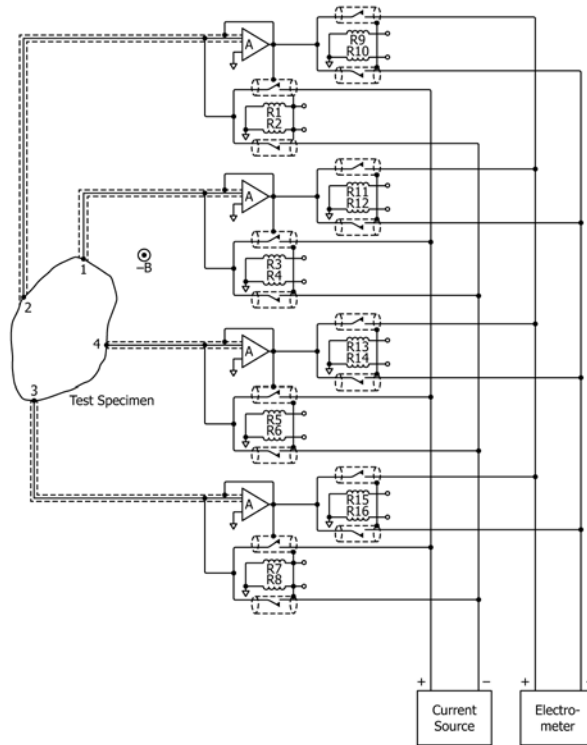 A
R9
R10
R1
R2
A
R11
R12
1
–B
R3
R4
2
4
A
R13
R14
3
Test Specimen
R5
R6
A
R15
R16
R7
R8
+ – + –
Current
Source
Electro-
meter